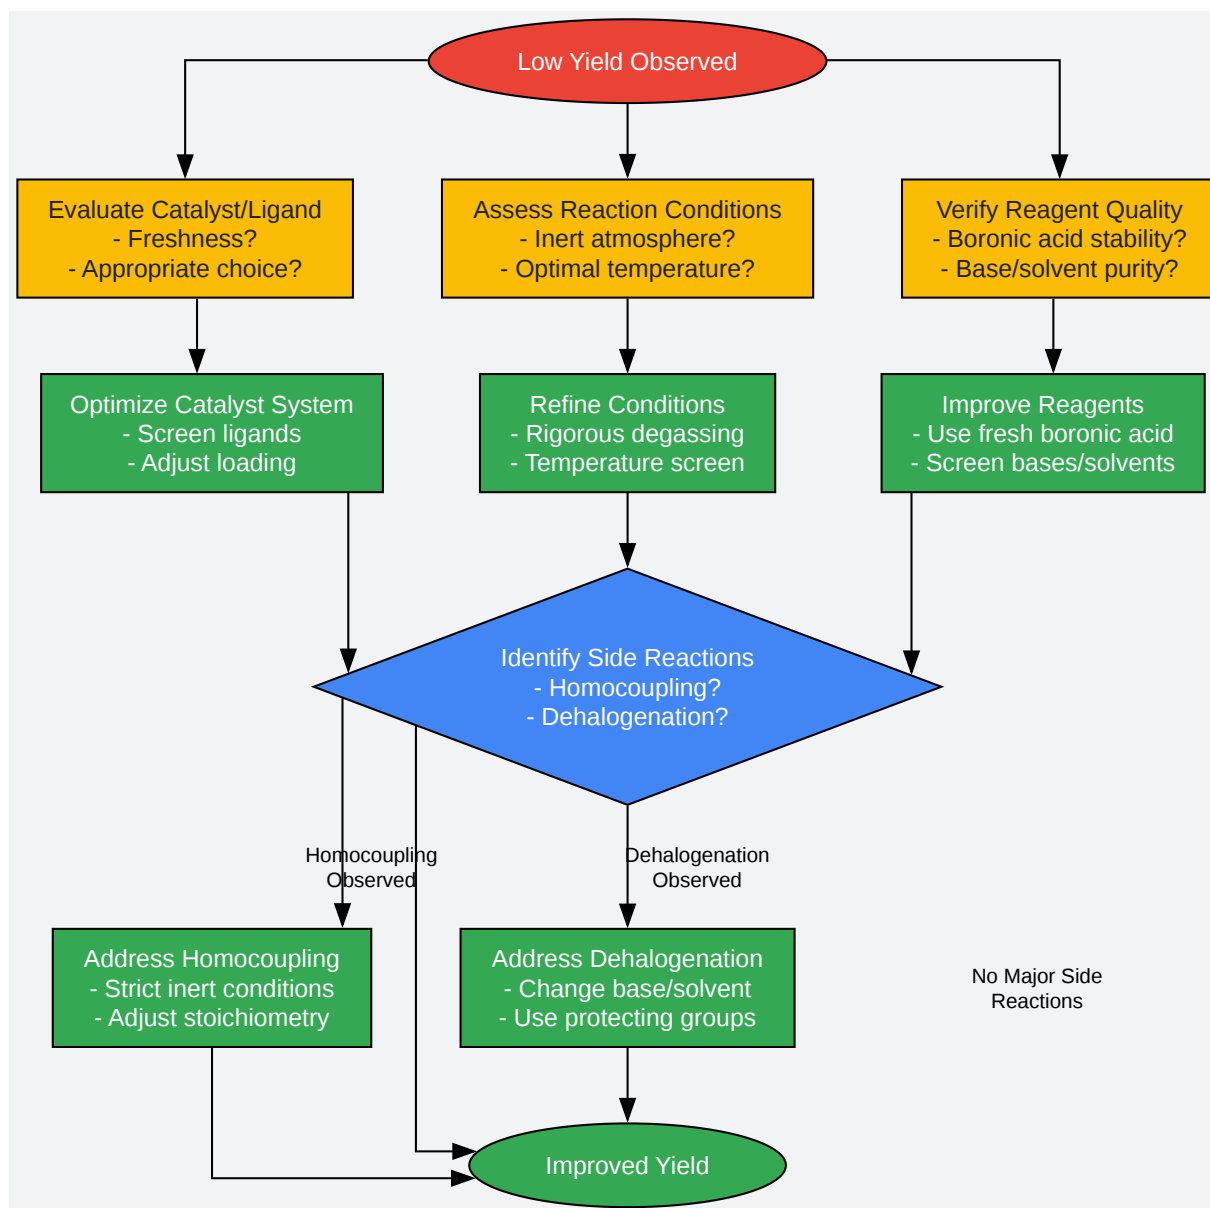 Low Yield Observed
Evaluate Catalyst/Ligand
- Freshness?
- Appropriate choice?
Assess Reaction Conditions
- Inert atmosphere?
- Optimal temperature?
Verify Reagent Quality
- Boronic acid stability?
- Base/solvent purity?
Optimize Catalyst System
- Screen ligands
- Adjust loading
Refine Conditions
- Rigorous degassing
- Temperature screen
Improve Reagents
- Use fresh boronic acid
- Screen bases/solvents
Identify Side Reactions
- Homocoupling?
- Dehalogenation?
Homocoupling
Observed
Dehalogenation
Observed
Address Homocoupling
- Strict inert conditions
- Adjust stoichiometry
Address Dehalogenation
- Change base/solvent
- Use protecting groups
No Major Side
Reactions
Improved Yield